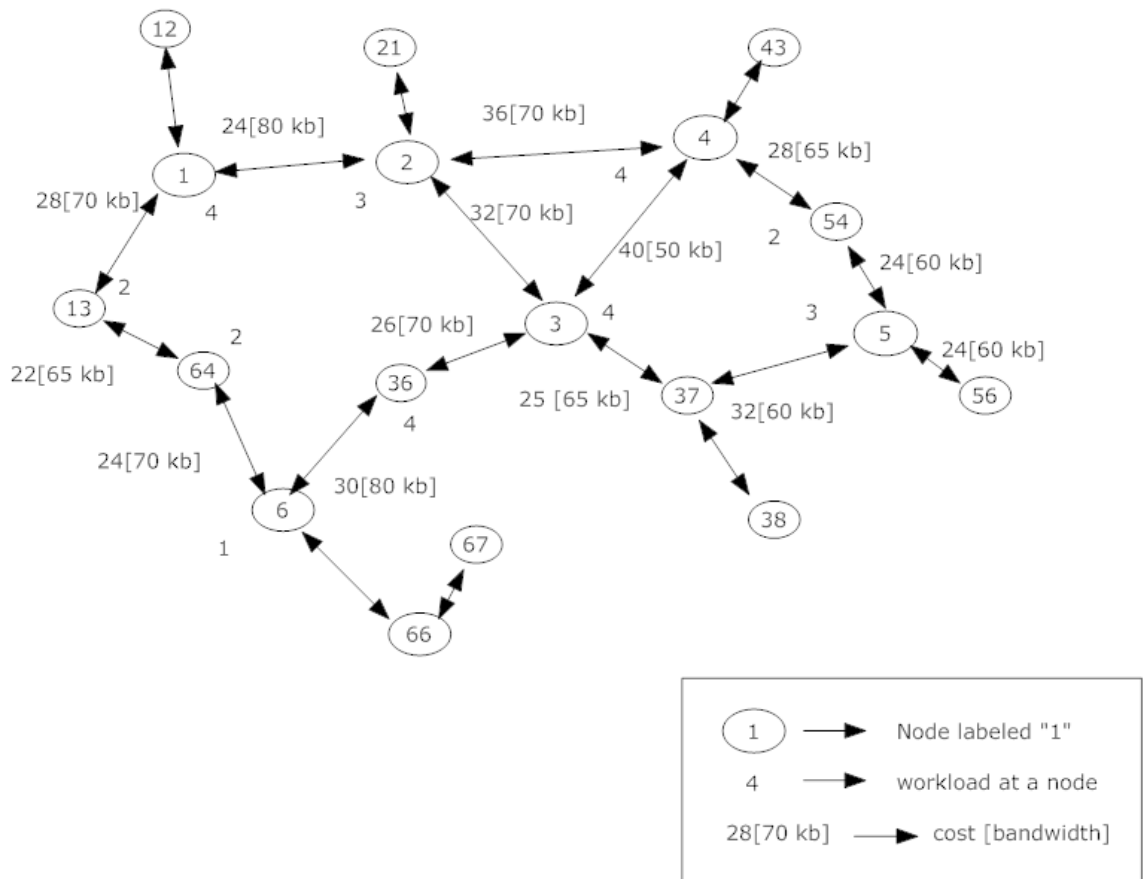 12
21
43
24[80 kb]
36[70 kb]
4
28[65 kb]
2
1
4
28[70 kb]
4
3
32[70 kb]
54
2
40[50 kb]
24[60 kb]
2
13
4
3
3
5
26[70 kb]
2
24[60 kb]
22[65 kb]
64
36
25 [65 kb]
37
32[60 kb]
56
4
24[70 kb]
30[80 kb]
6
38
1
67
66
1 Node labeled "1"
4 workload at a node
28[70 kb] cost [bandwidth]